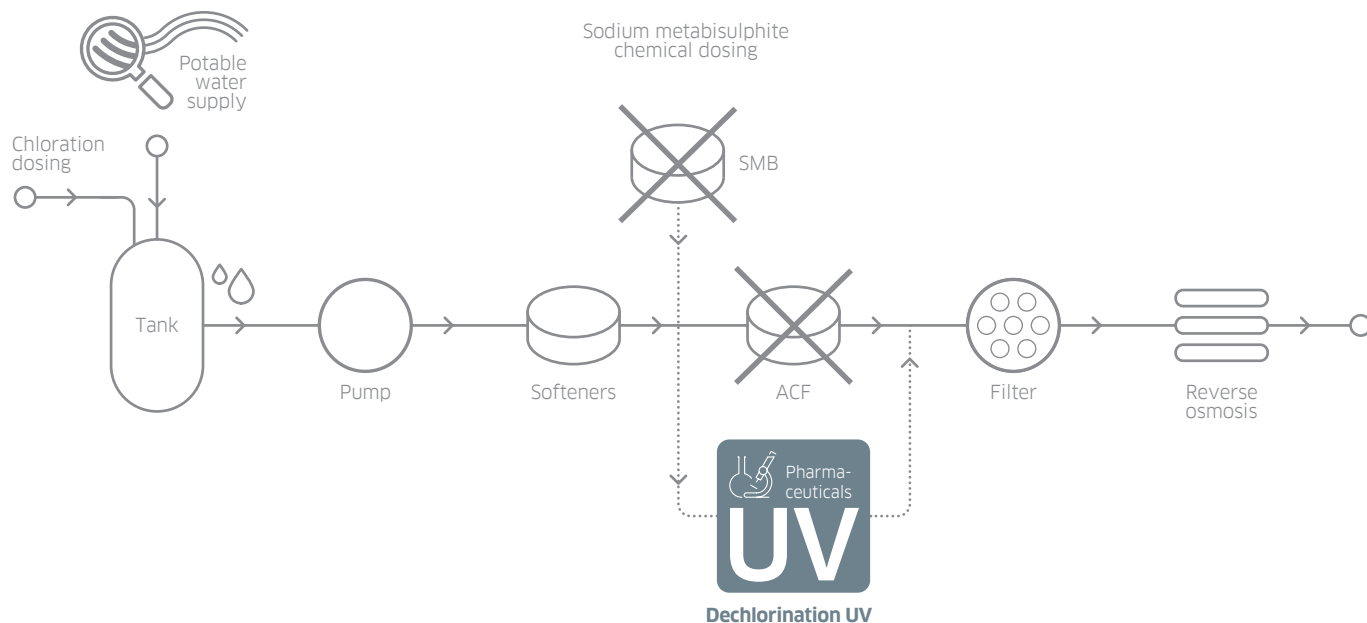 Sodium metabisulphite
chemical dosing
Potable
water
supply
Chloration
dosing
SMB
Tank
Pump
Softeners
ACF
Filter
Reverse
osmosis
Pharma-
ceuticals
UV
Dechlorination UV